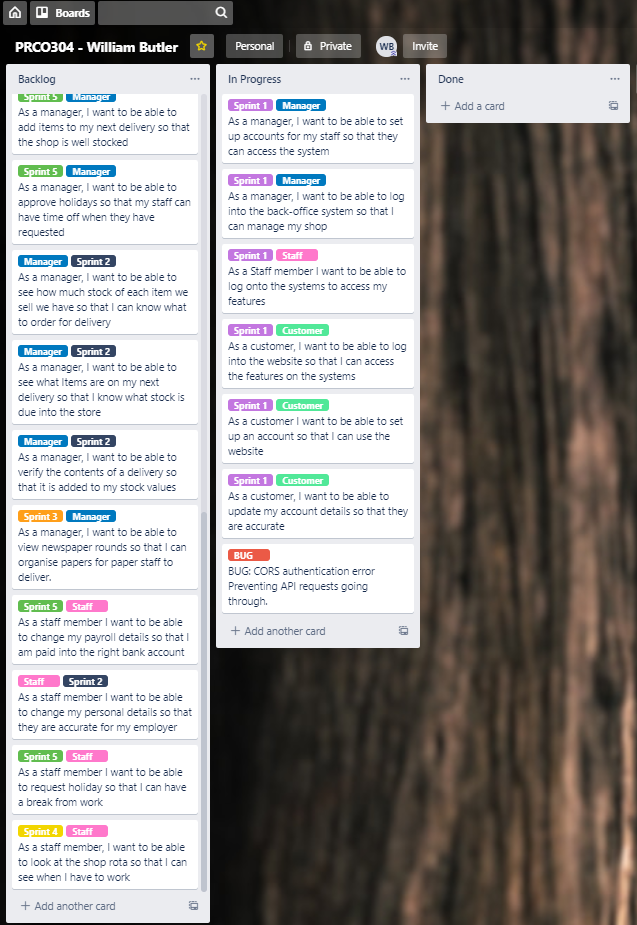 Boards
PRCO304 - William Butler
Personal
Private
WB
Invite
Backlog
Sprint 5 Manager
As a manager, I want to be able to
add items to my next delivery so that
the shop is well stocked
Sprint 5 Manager
As a manager, I want to be able to
approve holidays so that my staff can
have time off when they have
requested
Manager Sprint 2
As a manager, I want to be able to
see how much stock of each item we
sell we have so that I can know what
to order for delivery
Manager Sprint 2
As a manager, I want to be able to
see what Items are on my next
delivery so that I know what stock is
due into the store
Manager Sprint 2
As a manager, I want to be able to
verify the contents of a delivery so
that it is added to my stock values
Sprint 3 Manager
As a manager, I want to be able to
view newspaper rounds so that I can
organise papers for paper staff to
deliver.
Sprint 5 Staff
As a staff member I want to be able
to change my payroll details so that I
am paid into the right bank account
Staff Sprint 2
As a staff member I want to be able
to change my personal details so that
they are accurate for my employer
Sprint 5 Staff
As a staff member I want to be able
to request holiday so that I can have
a break from work
Sprint 4 Staff
As a staff member, I want to be able
to look at the shop rota so that I can
see when I have to work
+ Add another card
In Progress
Sprint 1 Manager
As a manager, I want to be able to set
up accounts for my staff so that they
can access the system
Sprint 1 Manager
As a manager, I want to be able to log
into the back-office system so that I
can manage my shop
Sprint 1 Staff
As a Staff member I want to be able to
log onto the systems to access my
features
Sprint 1 Customer
As a customer, I want to be able to log
into the website so that I can access
the features on the systems
Sprint 1 Customer
As a customer I want to be able to set
up an account so that I can use the
website
Sprint 1 Customer
As a customer, I want to be able to
update my account details so that they
are accurate
BUG
BUG: CORS authentication error
Preventing API requests going
through.
+ Add another card
Done
+ Add a card